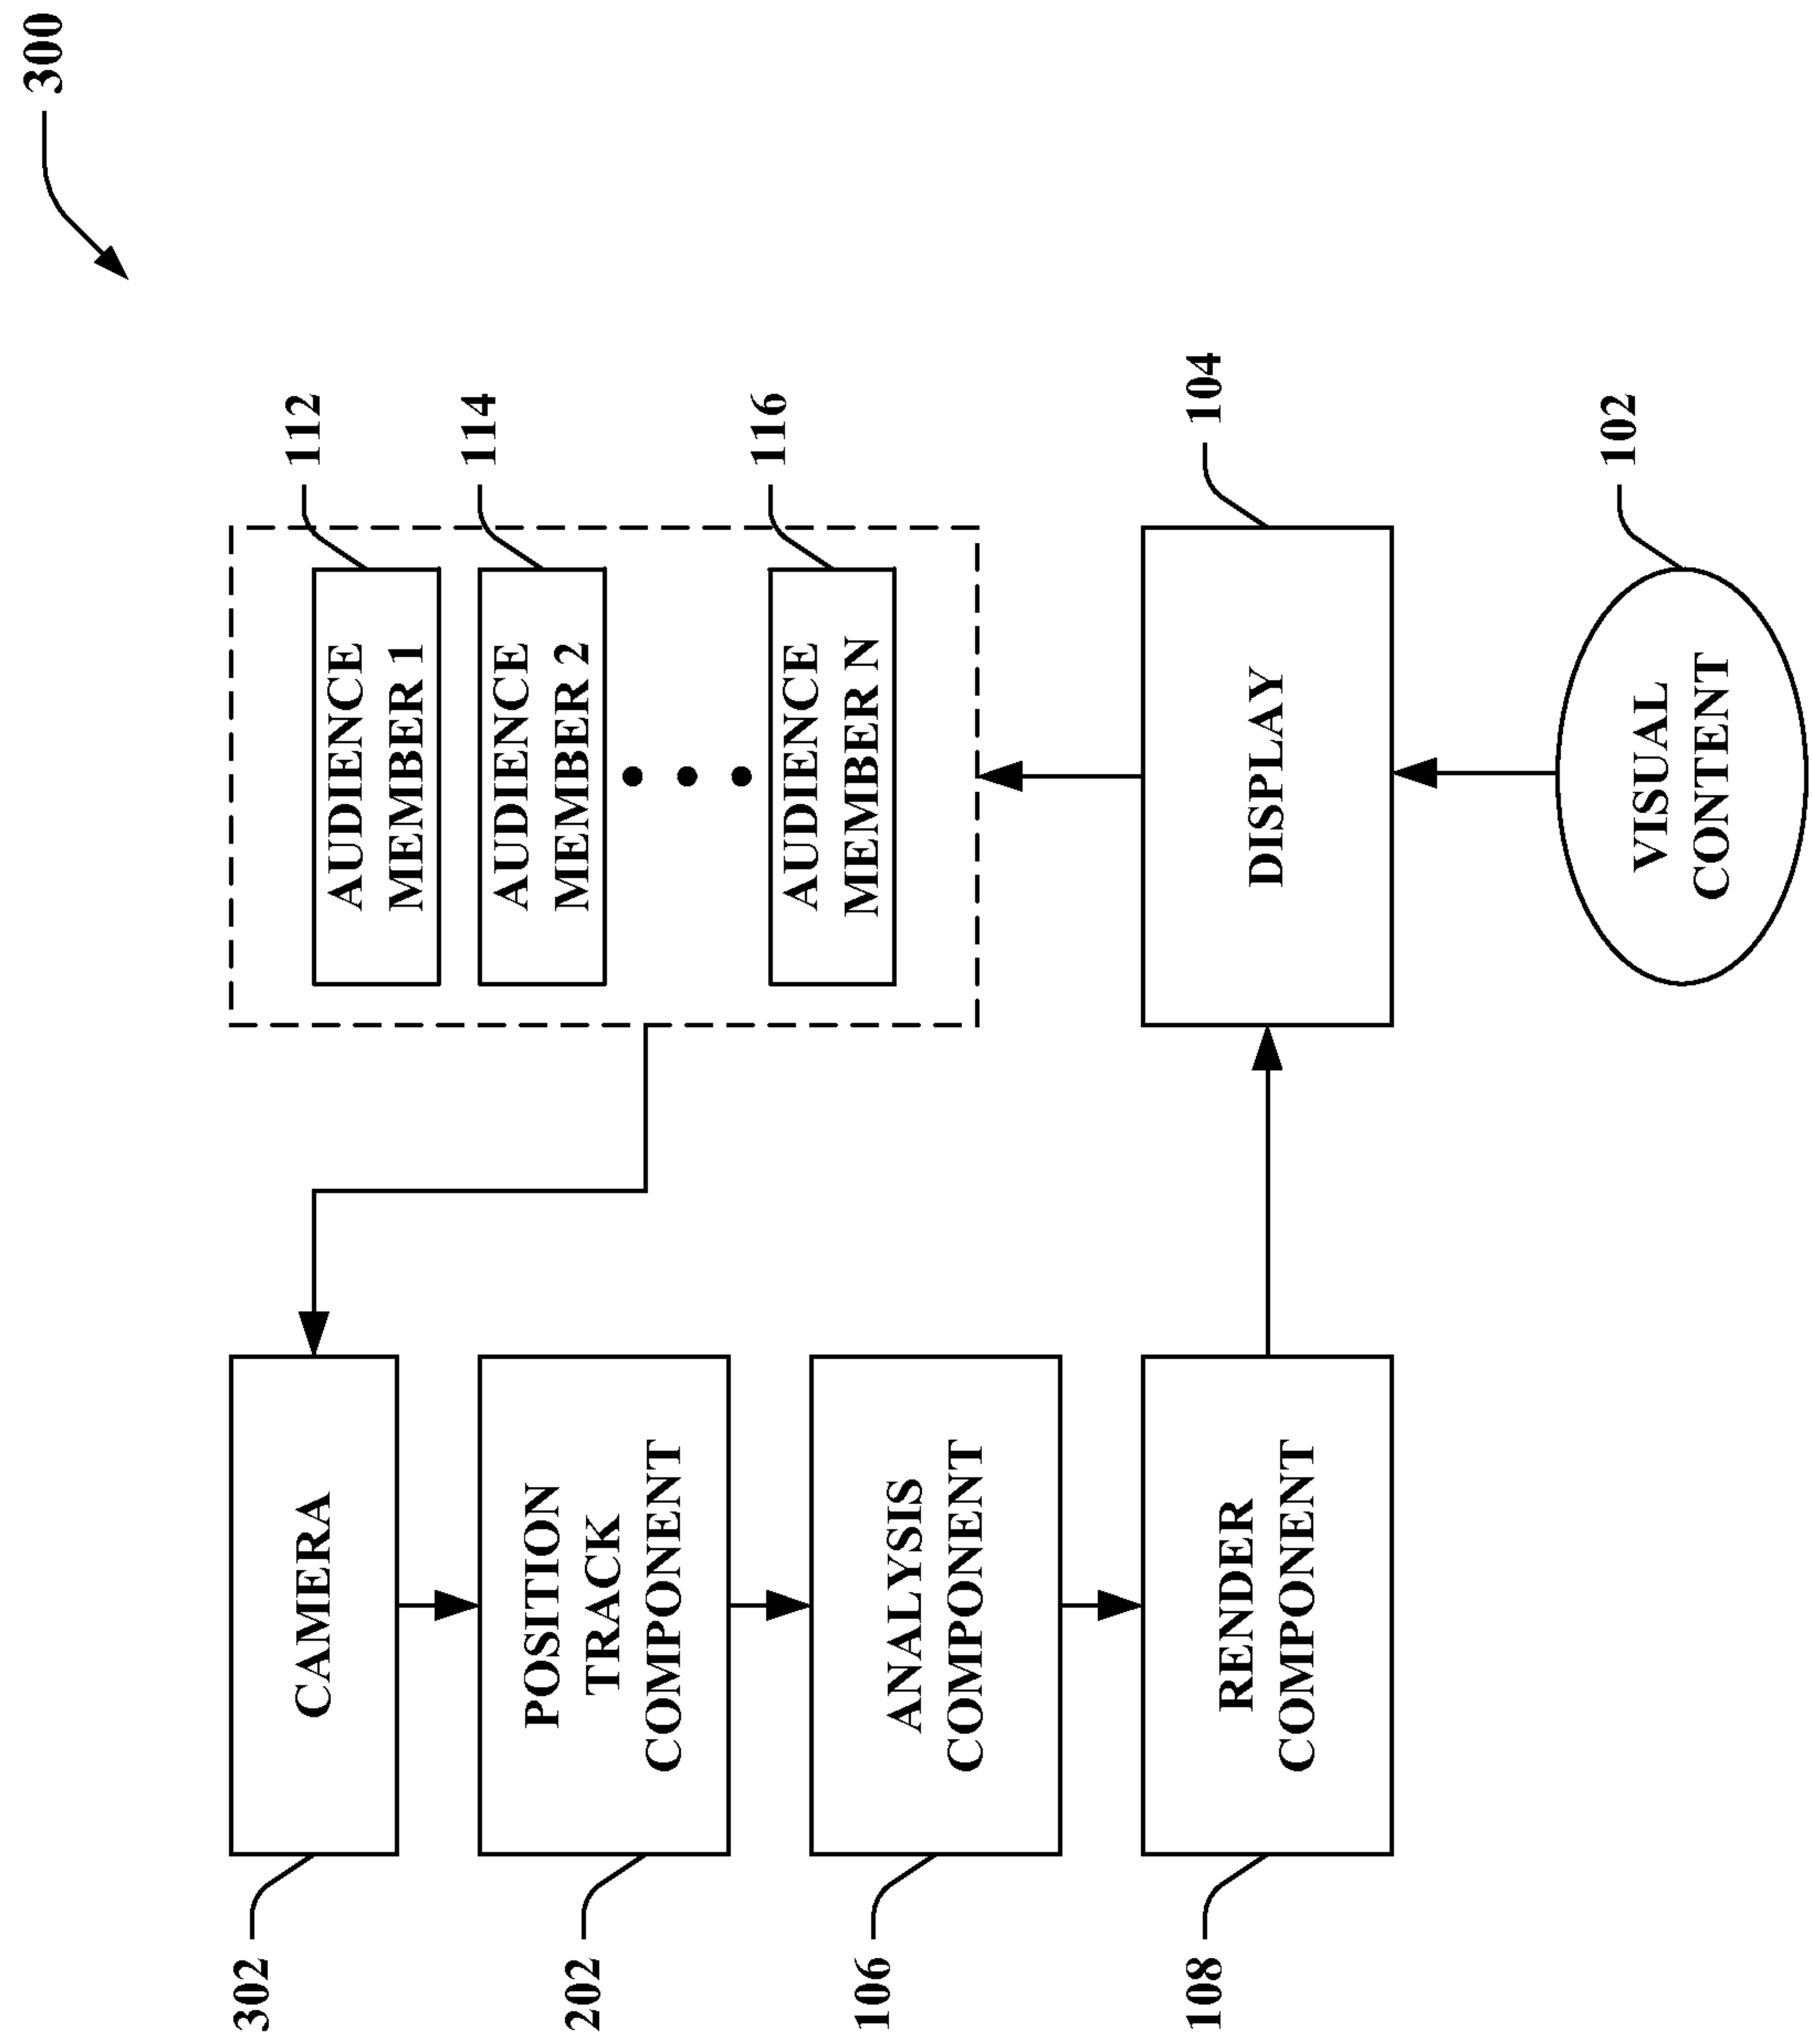 300
302
CAMERA
202
POSITION
TRACK
COMPONENT
106
ANALYSIS
COMPONENT
108
RENDER
COMPONENT
AUDIENCE
MEMBER 1
112
AUDIENCE
MEMBER 2
114
AUDIENCE
MEMBER N
116
DISPLAY
104
VISUAL
CONTENT
102